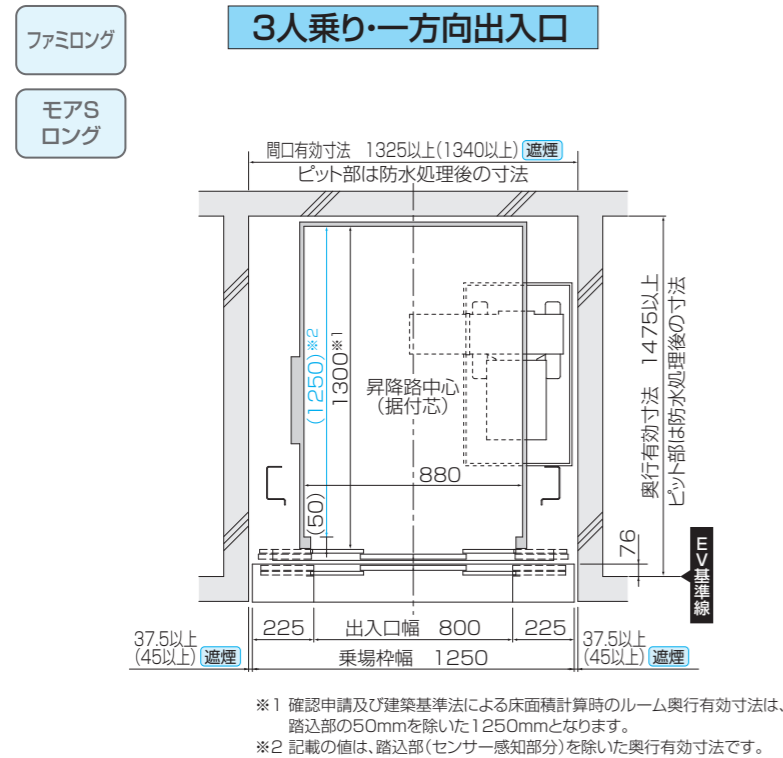 ファミロング
3人乗り・一方向出入口
モアS
ロング
間口有効寸法 1325以上(1340以上) 遮煙
ピット部は防水処理後の寸法
(1250)※2
1300※1
昇降路中心
(据付芯)
奥行有効寸法 1475以上
ピット部は防水処理後の寸法
880
(50)
76
EV基準線
225 出入口幅 800 225
37.5以上
(45以上) 遮煙
乗場枠幅 1250
37.5以上
(45以上) 遮煙
※1 確認申請及び建築基準法による床面積計算時のルーム奥行有効寸法は、
踏込部の50mmを除いた1250mmとなります。
※2 記載の値は、踏込部(センサー感知部分)を除いた奥行有効寸法です。